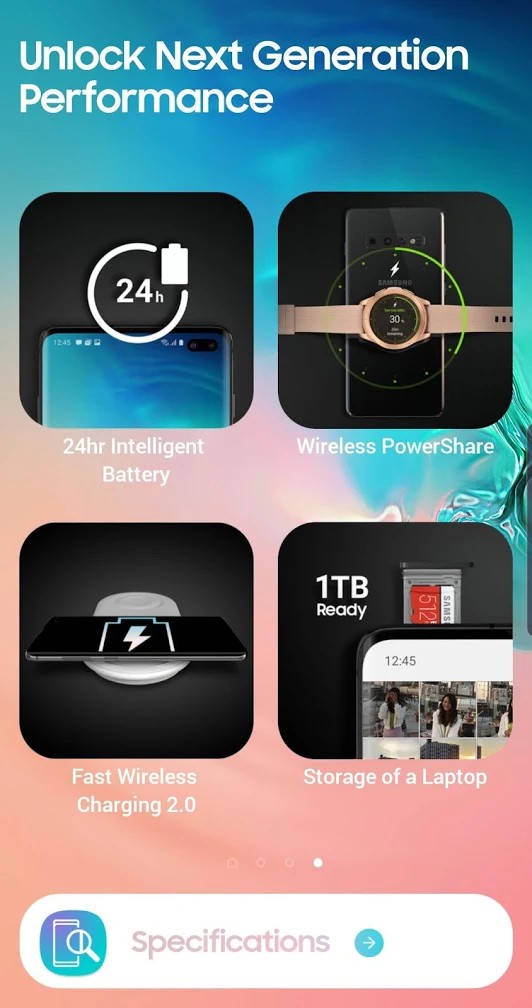 Unlock Next Generation
Performance
24h
12:45
24hr Intelligent
Battery
SAMSUNG
30
Wireless PowerShare
Fast Wireless
Charging 2.0
1TB
Ready
512
SAMS
12:45
Storage of a Laptop
Specifications